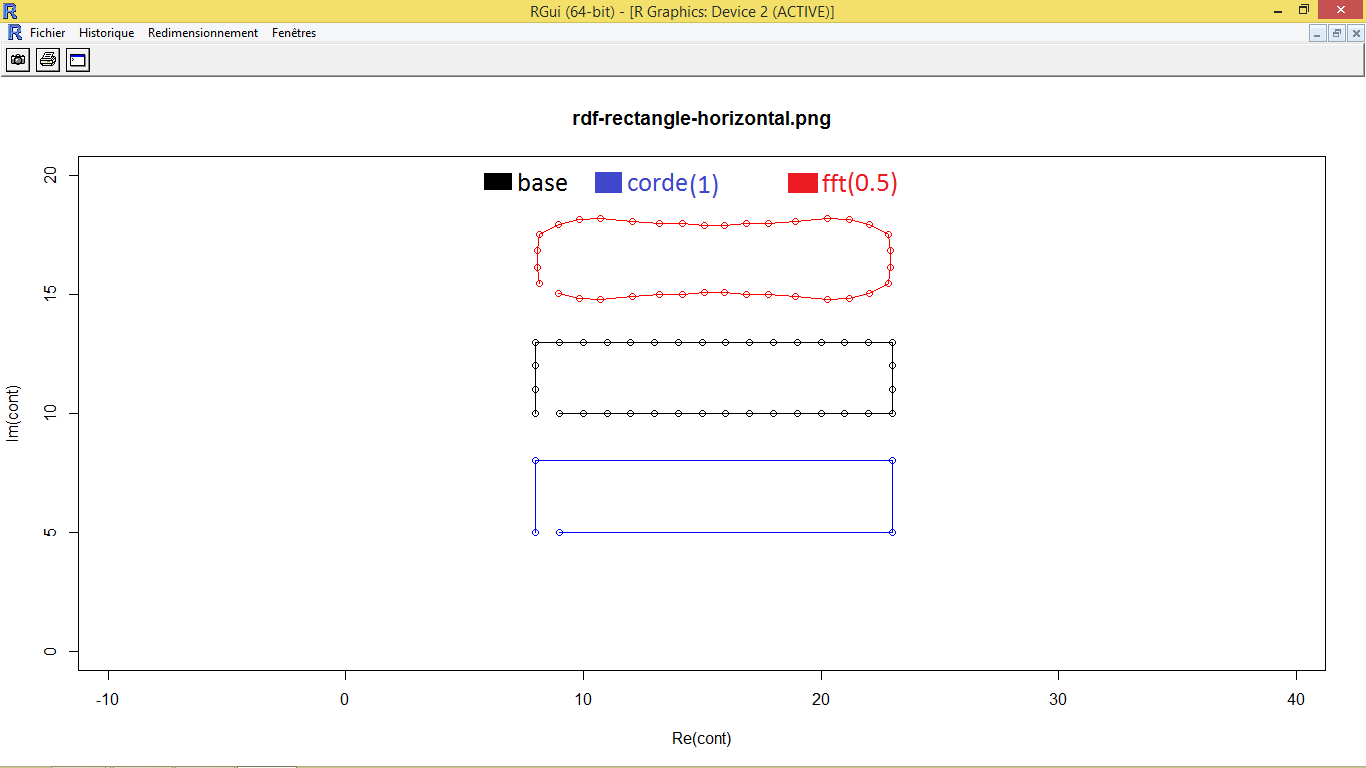 RGui (64-bit) - [R Graphics: Device 2 (ACTIVE)]
R Fichier Historique Redimensionnement Fenêtres
rdf-rectangle-horizontal.png
base corde(1) fft(0.5)
20
15
10
5
0
Im(cont)
-10 0 10 20 30 40
Re(cont)